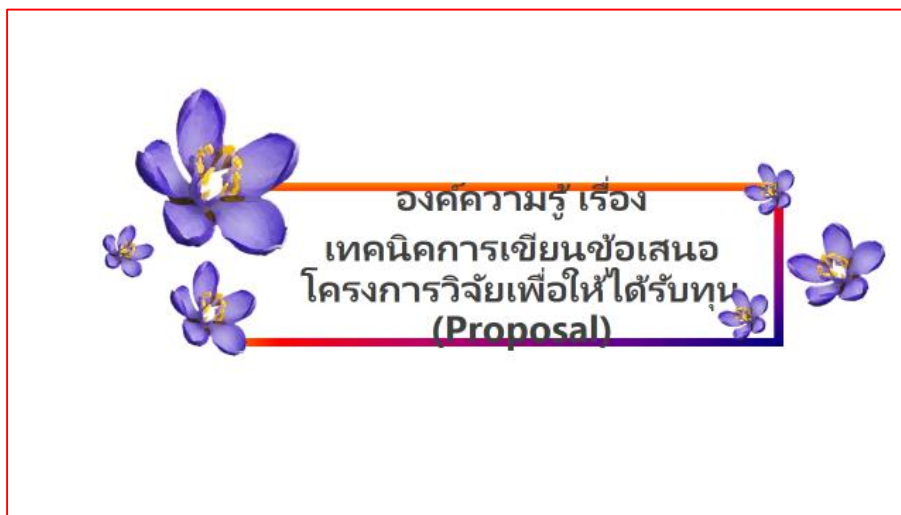 องค์ความรู้ เรื่อง
เทคนิคการเขียนข้อเสนอ
โครงการวิจัยเพื่อให้ได้รับทุน
(Proposal)